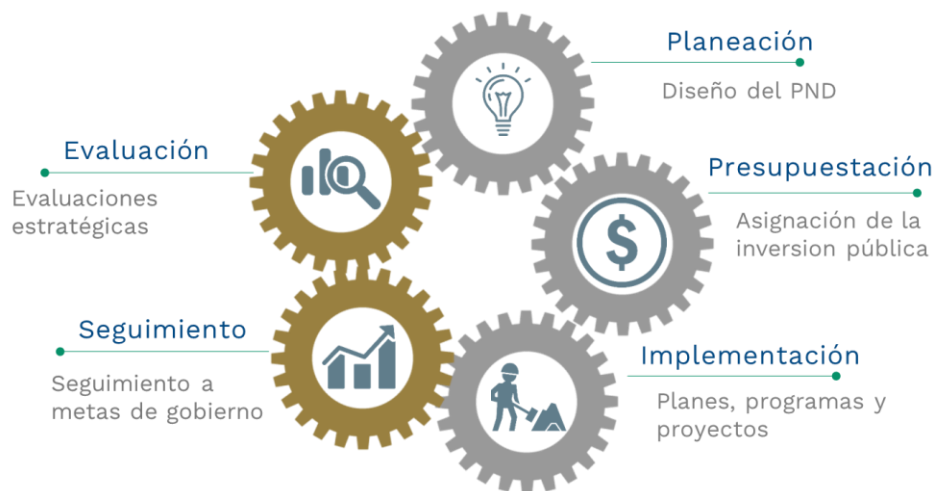 Planeación
Diseño del PND
Evaluación
Evaluaciones
estratégicas
Presupuestación
Asignación de la
inversion pública
$
Seguimiento
Seguimiento a
metas de gobierno
Implementación
Planes, programas y
proyectos